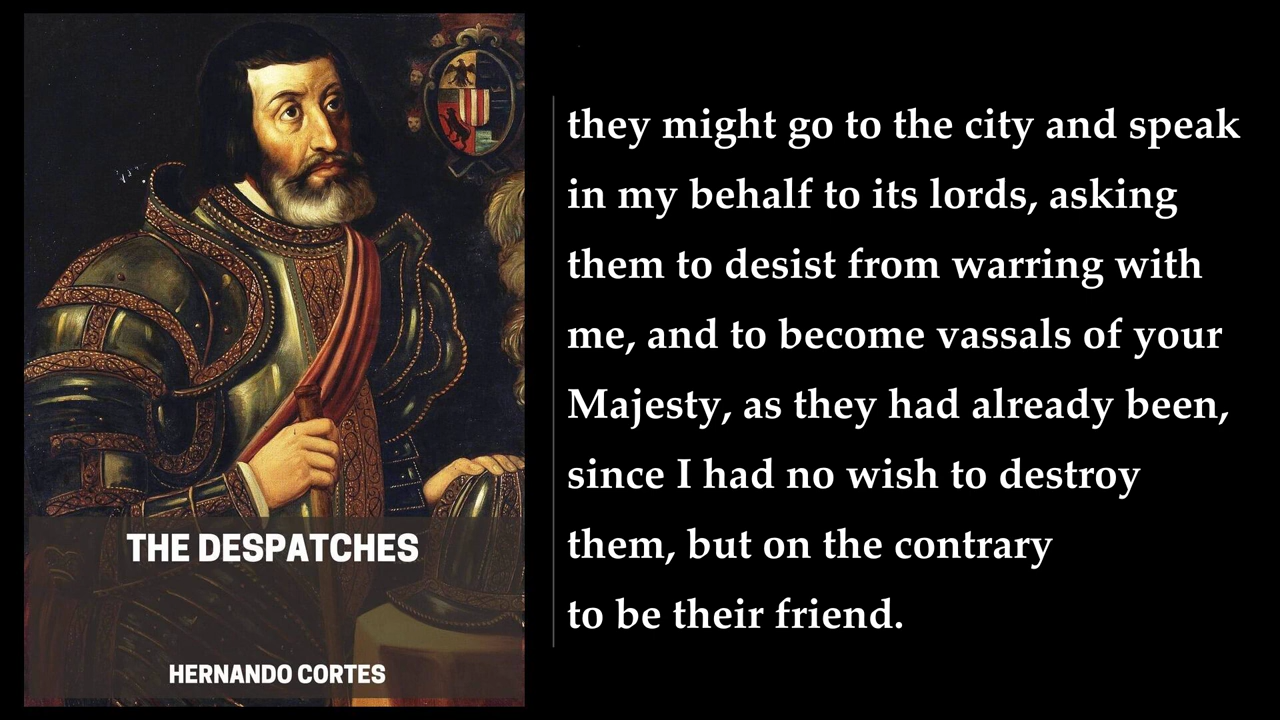 THE DESPATCHES
HERNANDO CORTES
they might go to the city and speak
in my behalf to its lords, asking
them to desist from warring with
me, and to become vassals of your
Majesty, as they had already been,
since I had no wish to destroy
them, but on the contrary
to be their friend.